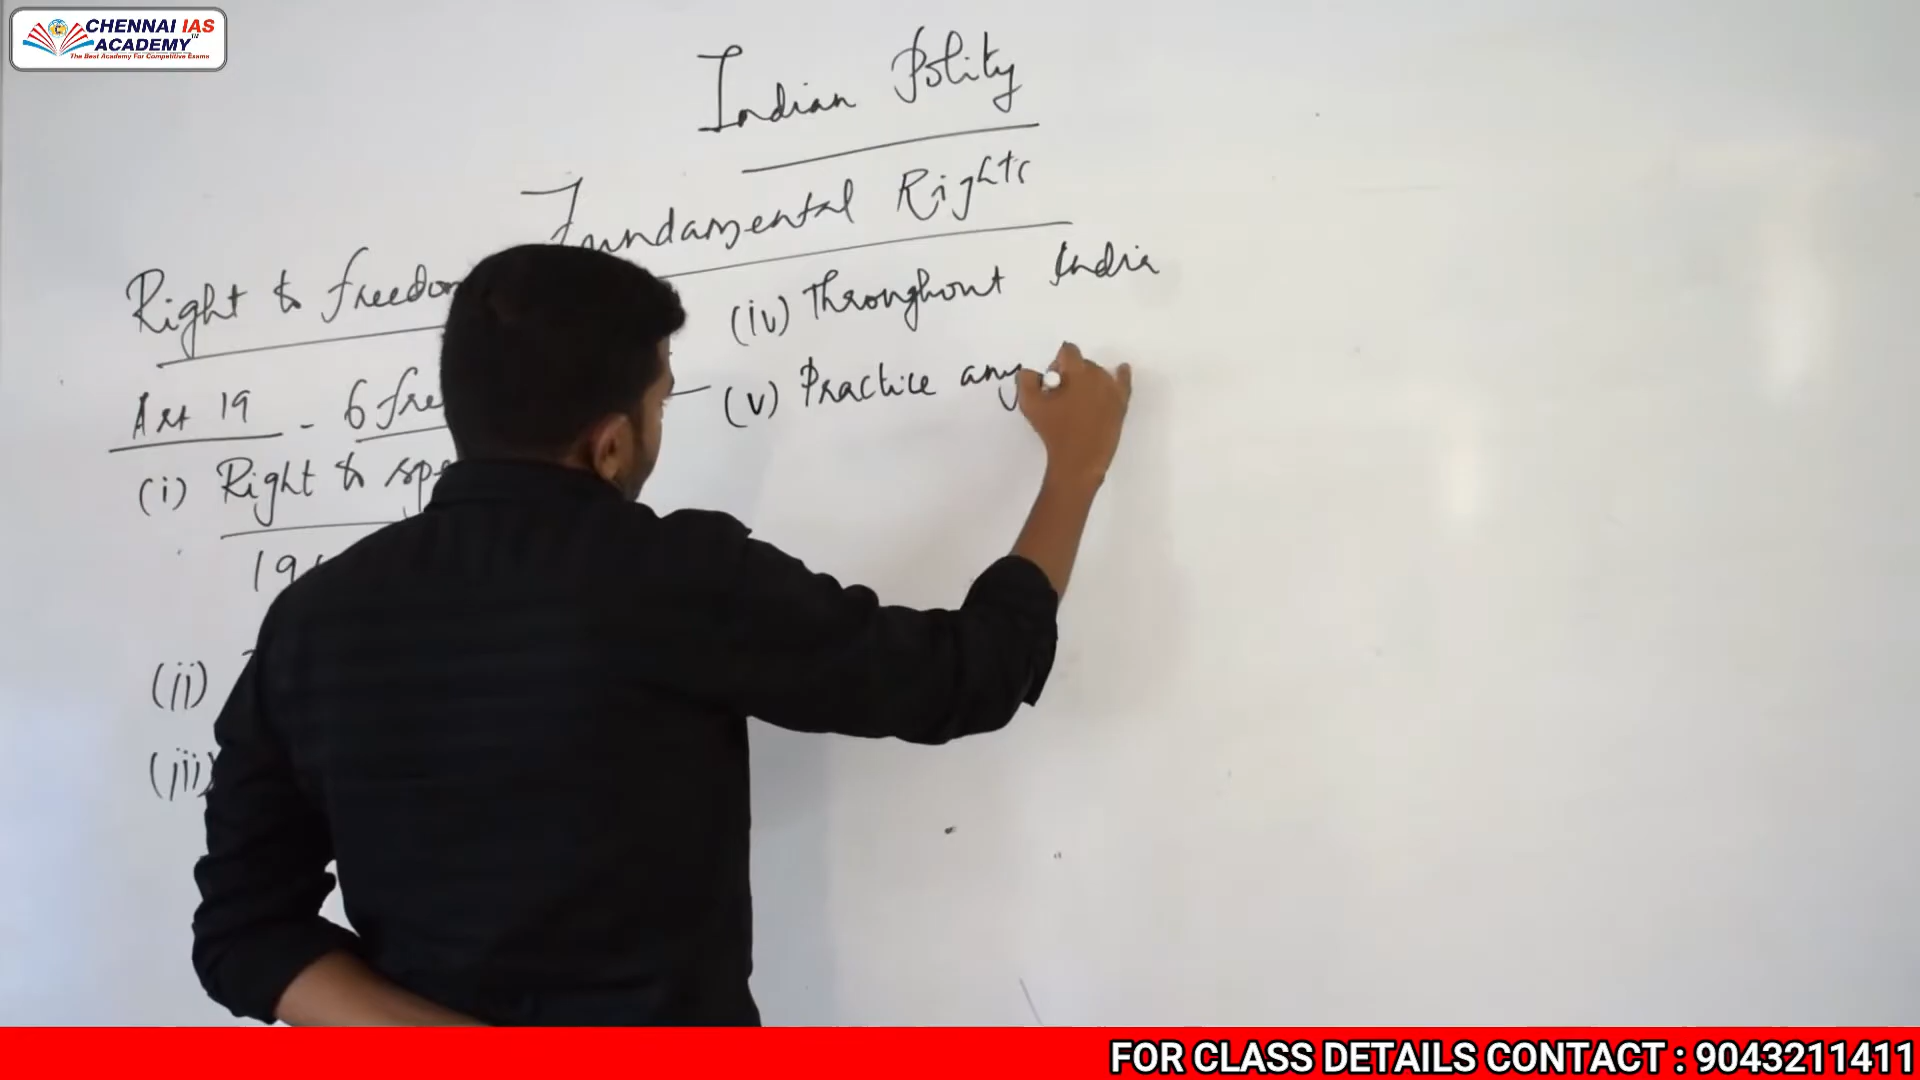 CHENNAI IAS
ACADEMY
The Best Academy For Competitive Exams
Indian Polity
Fundamental Rights
Right to freedom
Art 19 - 6 fre
(i) Right to spe
19
(ii)
(iii)
(iv) Throughout India
(v) Practice any
FOR CLASS DETAILS CONTACT : 9043211411